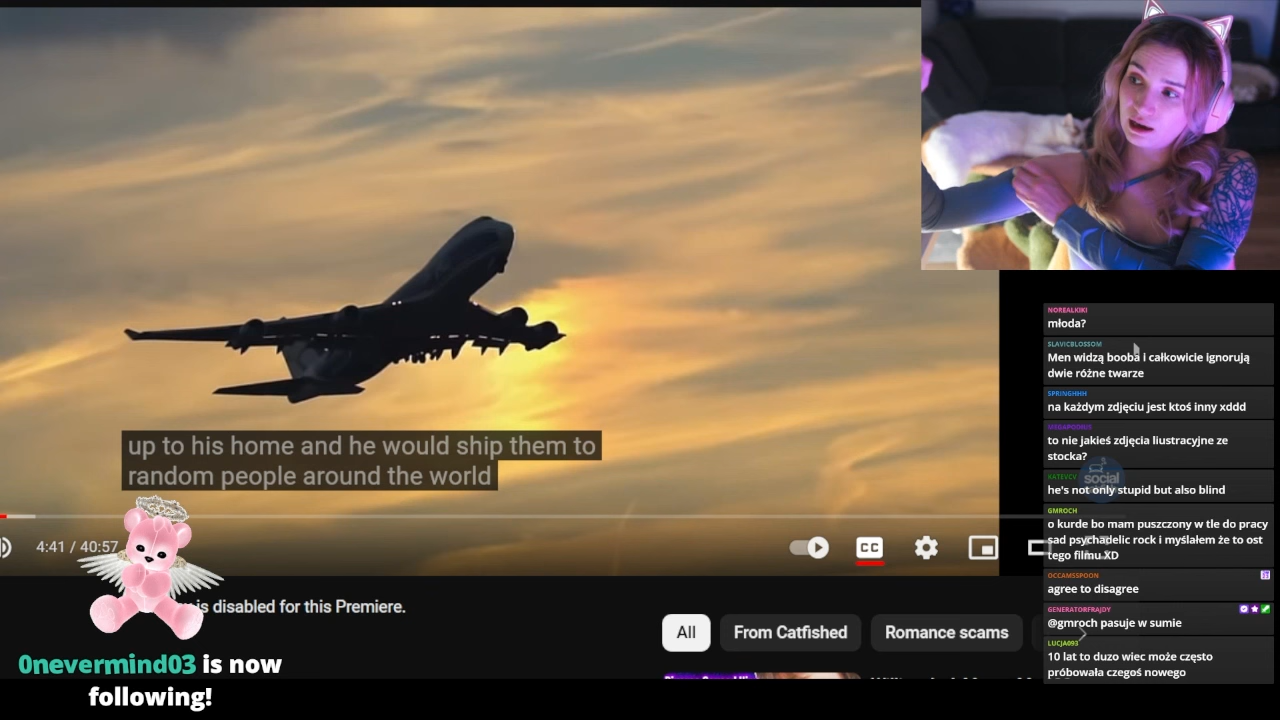 up to his home and he would ship them to
random people around the world
4:41 / 40:57
CC
is disabled for this Premiere.
All
From Catfished
Romance scams
0nevermind03 is now
following!
NOREALKIKI
młoda?
SLAVICBLOSSOM
Men widzą booba i całkowicie ignorują
dwie różne twarze
SPRINGHHH
na każdym zdjęciu jest ktoś inny xddd
to nie jakieś zdjęcia liustracyjne ze
stocka?
social
he's not only stupid but also blind
GMROCH
o kurde bo mam puszczony w tle do pracy
sad psychadelic rock i myślałem że to ost
tego filmu XD
OCCAMSSPOON
agree to disagree
GENERATORFRAJDY
@gmroch pasuje w sumie
LUCJA093
10 lat to duzo wiec może często
próbowała czegoś nowego